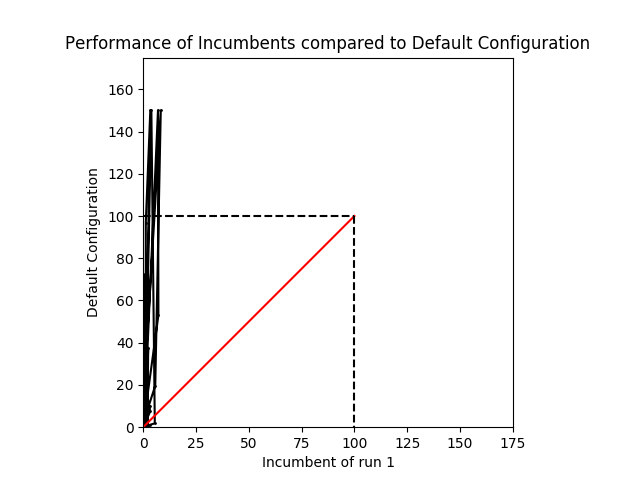 Performance of Incumbents compared to Default Configuration
160
140
120
100
80
60
40
20
0
Default Configuration
0 25 50 75 100 125 150 175
Incumbent of run 1